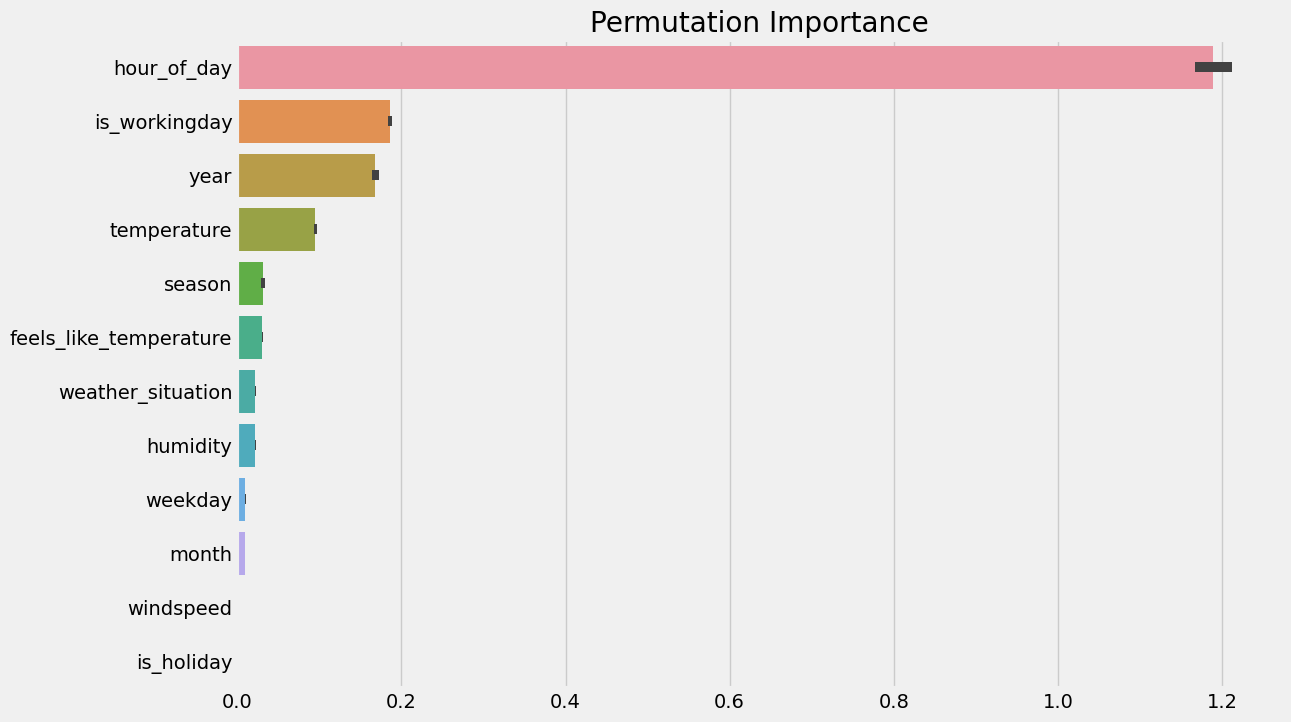 Permutation Importance
hour_of_day
is_workingday
year
temperature
season
feels_like_temperature
weather_situation
humidity
weekday
month
windspeed
is_holiday
0.0 0.2 0.4 0.6 0.8 1.0 1.2